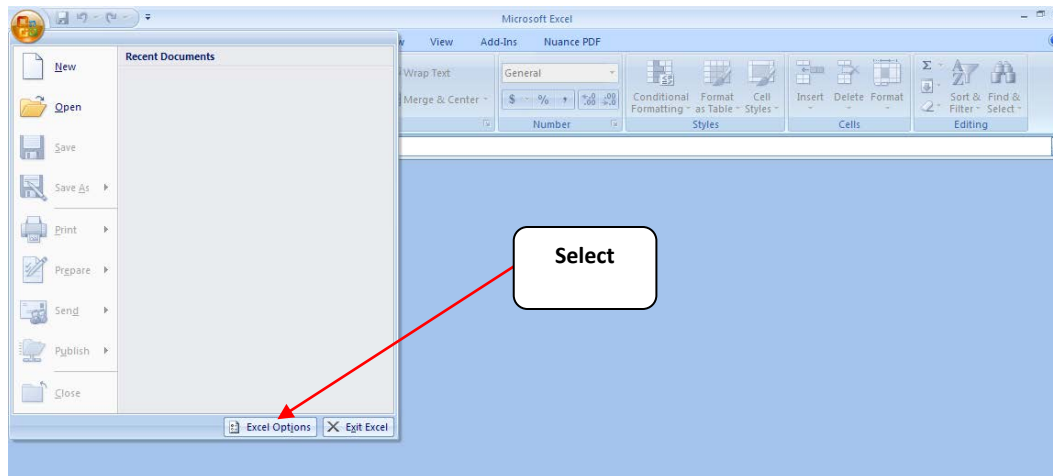 Microsoft Excel
View Add-Ins Nuance PDF
New
Recent Documents
Open
Save
Save As
Print
Prepare
Send
Publish
Close
Excel Options
Exit Excel
Wrap Text
Merge & Center
General
$ % ,
Number
Conditional Formatting
Format as Table
Cell Styles
Styles
Insert Delete Format
Cells
Σ
Sort & Filter
Find & Select
Editing
Select